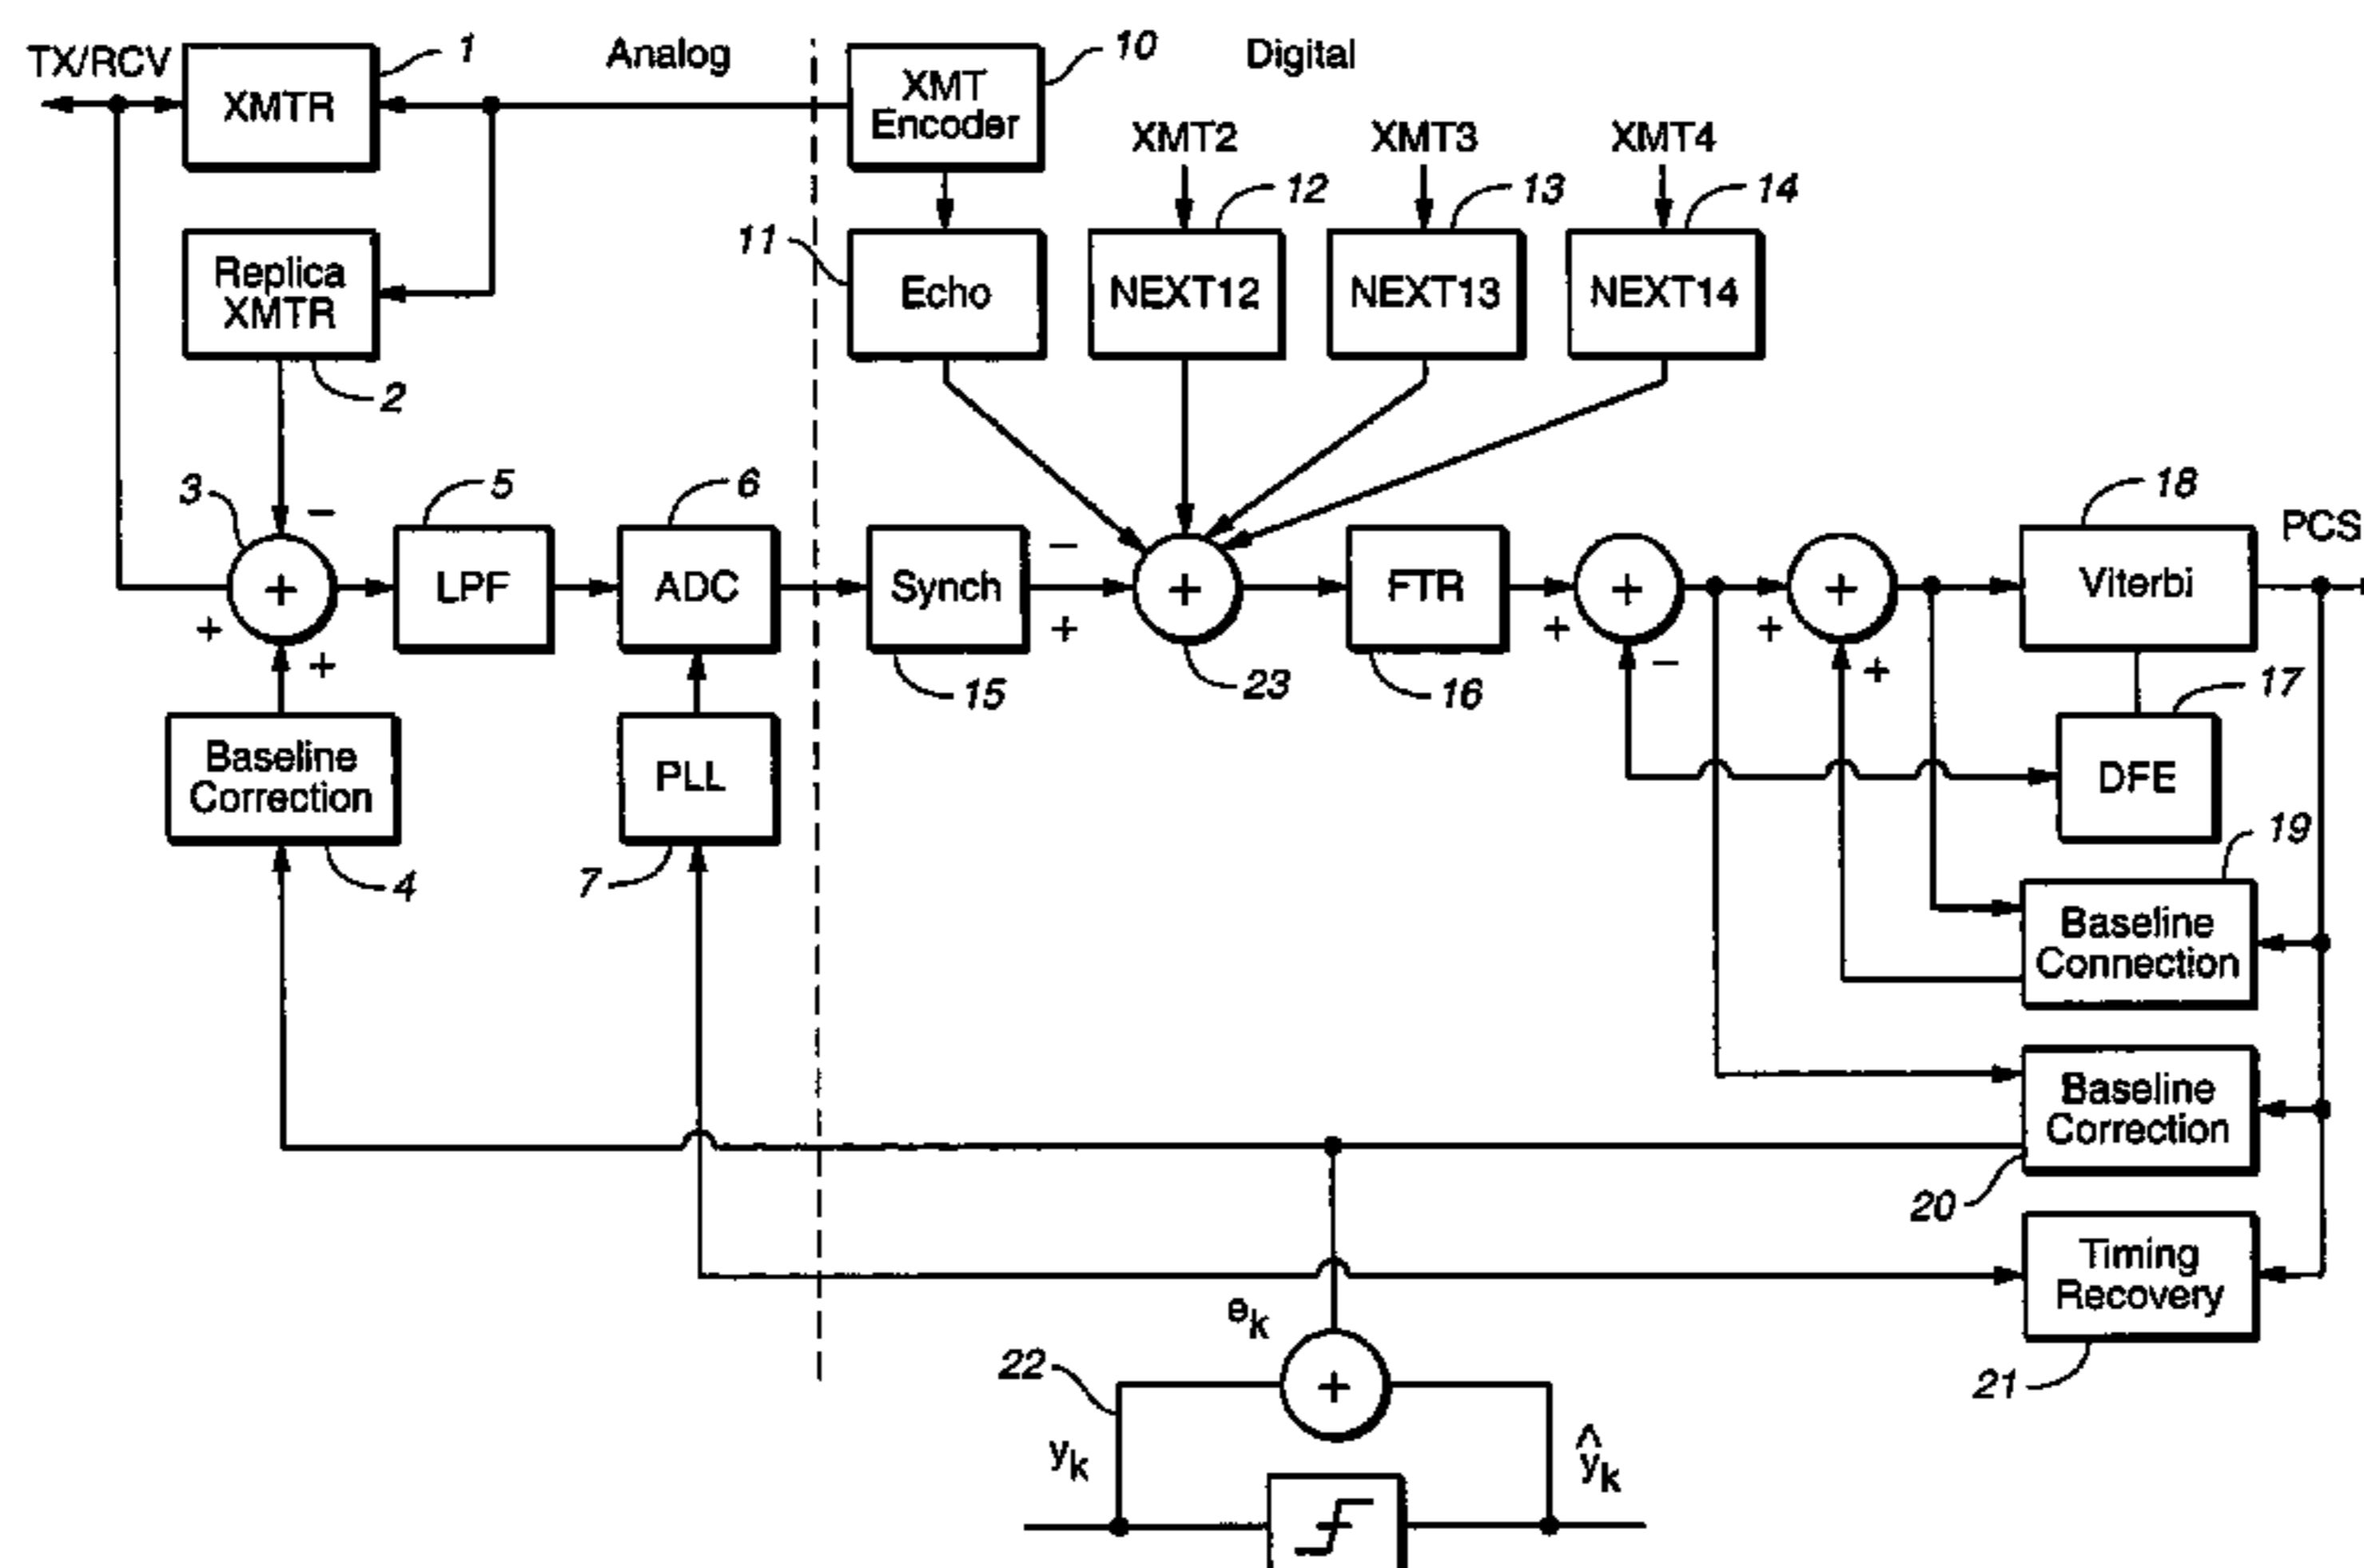 TX/RCV
XMTR
1
Analog
XMT
Encoder
10
Digital
XMT2
XMT3
XMT4
Replica
XMTR
2
11
Echo
12
NEXT12
13
NEXT13
14
NEXT14
3
+
−
+
+
5
LPF
6
ADC
Synch
15
−
+
+
23
FTR
16
+
+
−
+
+
+
18
Viterbi
PCS
17
DFE
Baseline
Correction
4
PLL
7
19
Baseline
Connection
Baseline
Correction
20
Timing
Recovery
21
e_k
22
+
y_k
ŷ_k